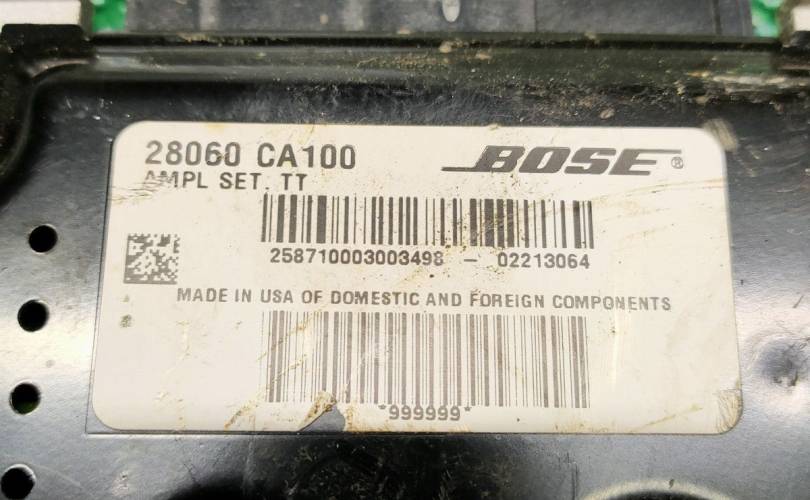 28060 CA100
BOSE®
AMPL SET. TT
258710003003498 - 02213064
MADE IN USA OF DOMESTIC AND FOREIGN COMPONENTS
*999999*